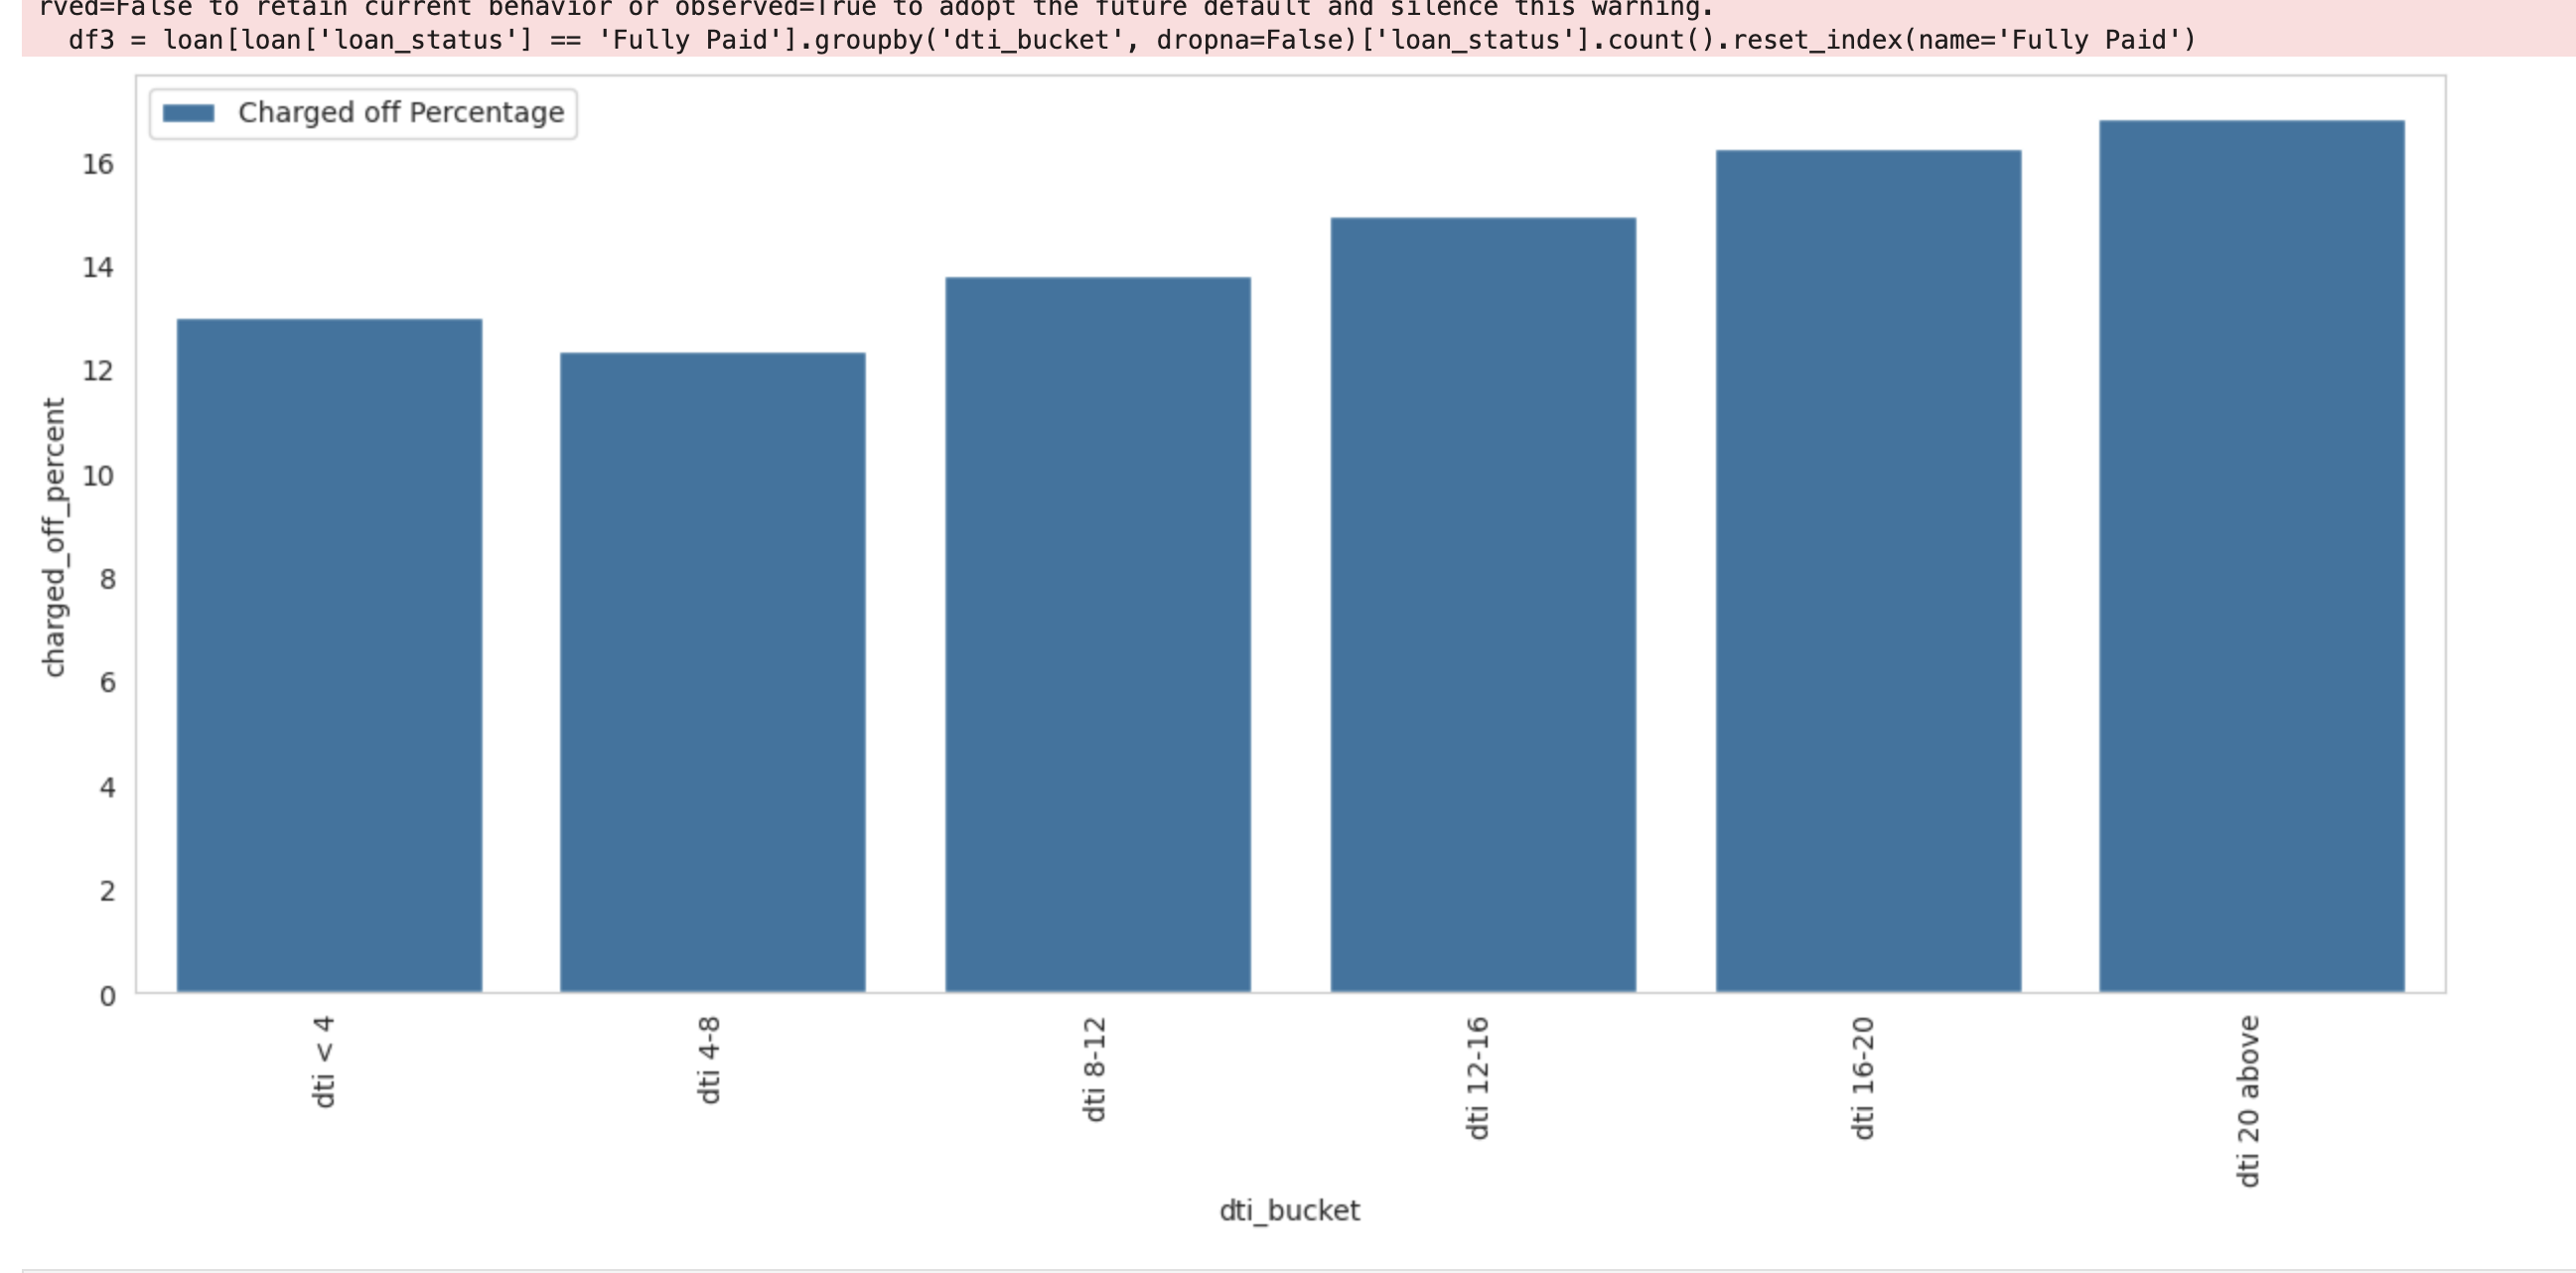 rved=False to retain current behavior or observed=True to adopt the future default and silence this warning.
df3 = loan[loan['loan_status'] == 'Fully Paid'].groupby('dti_bucket', dropna=False)['loan_status'].count().reset_index(name='Fully Paid')
Charged off Percentage
16
14
12
10
8
6
4
2
0
charged_off_percent
dti < 4
dti 4-8
dti 8-12
dti 12-16
dti 16-20
dti 20 above
dti_bucket